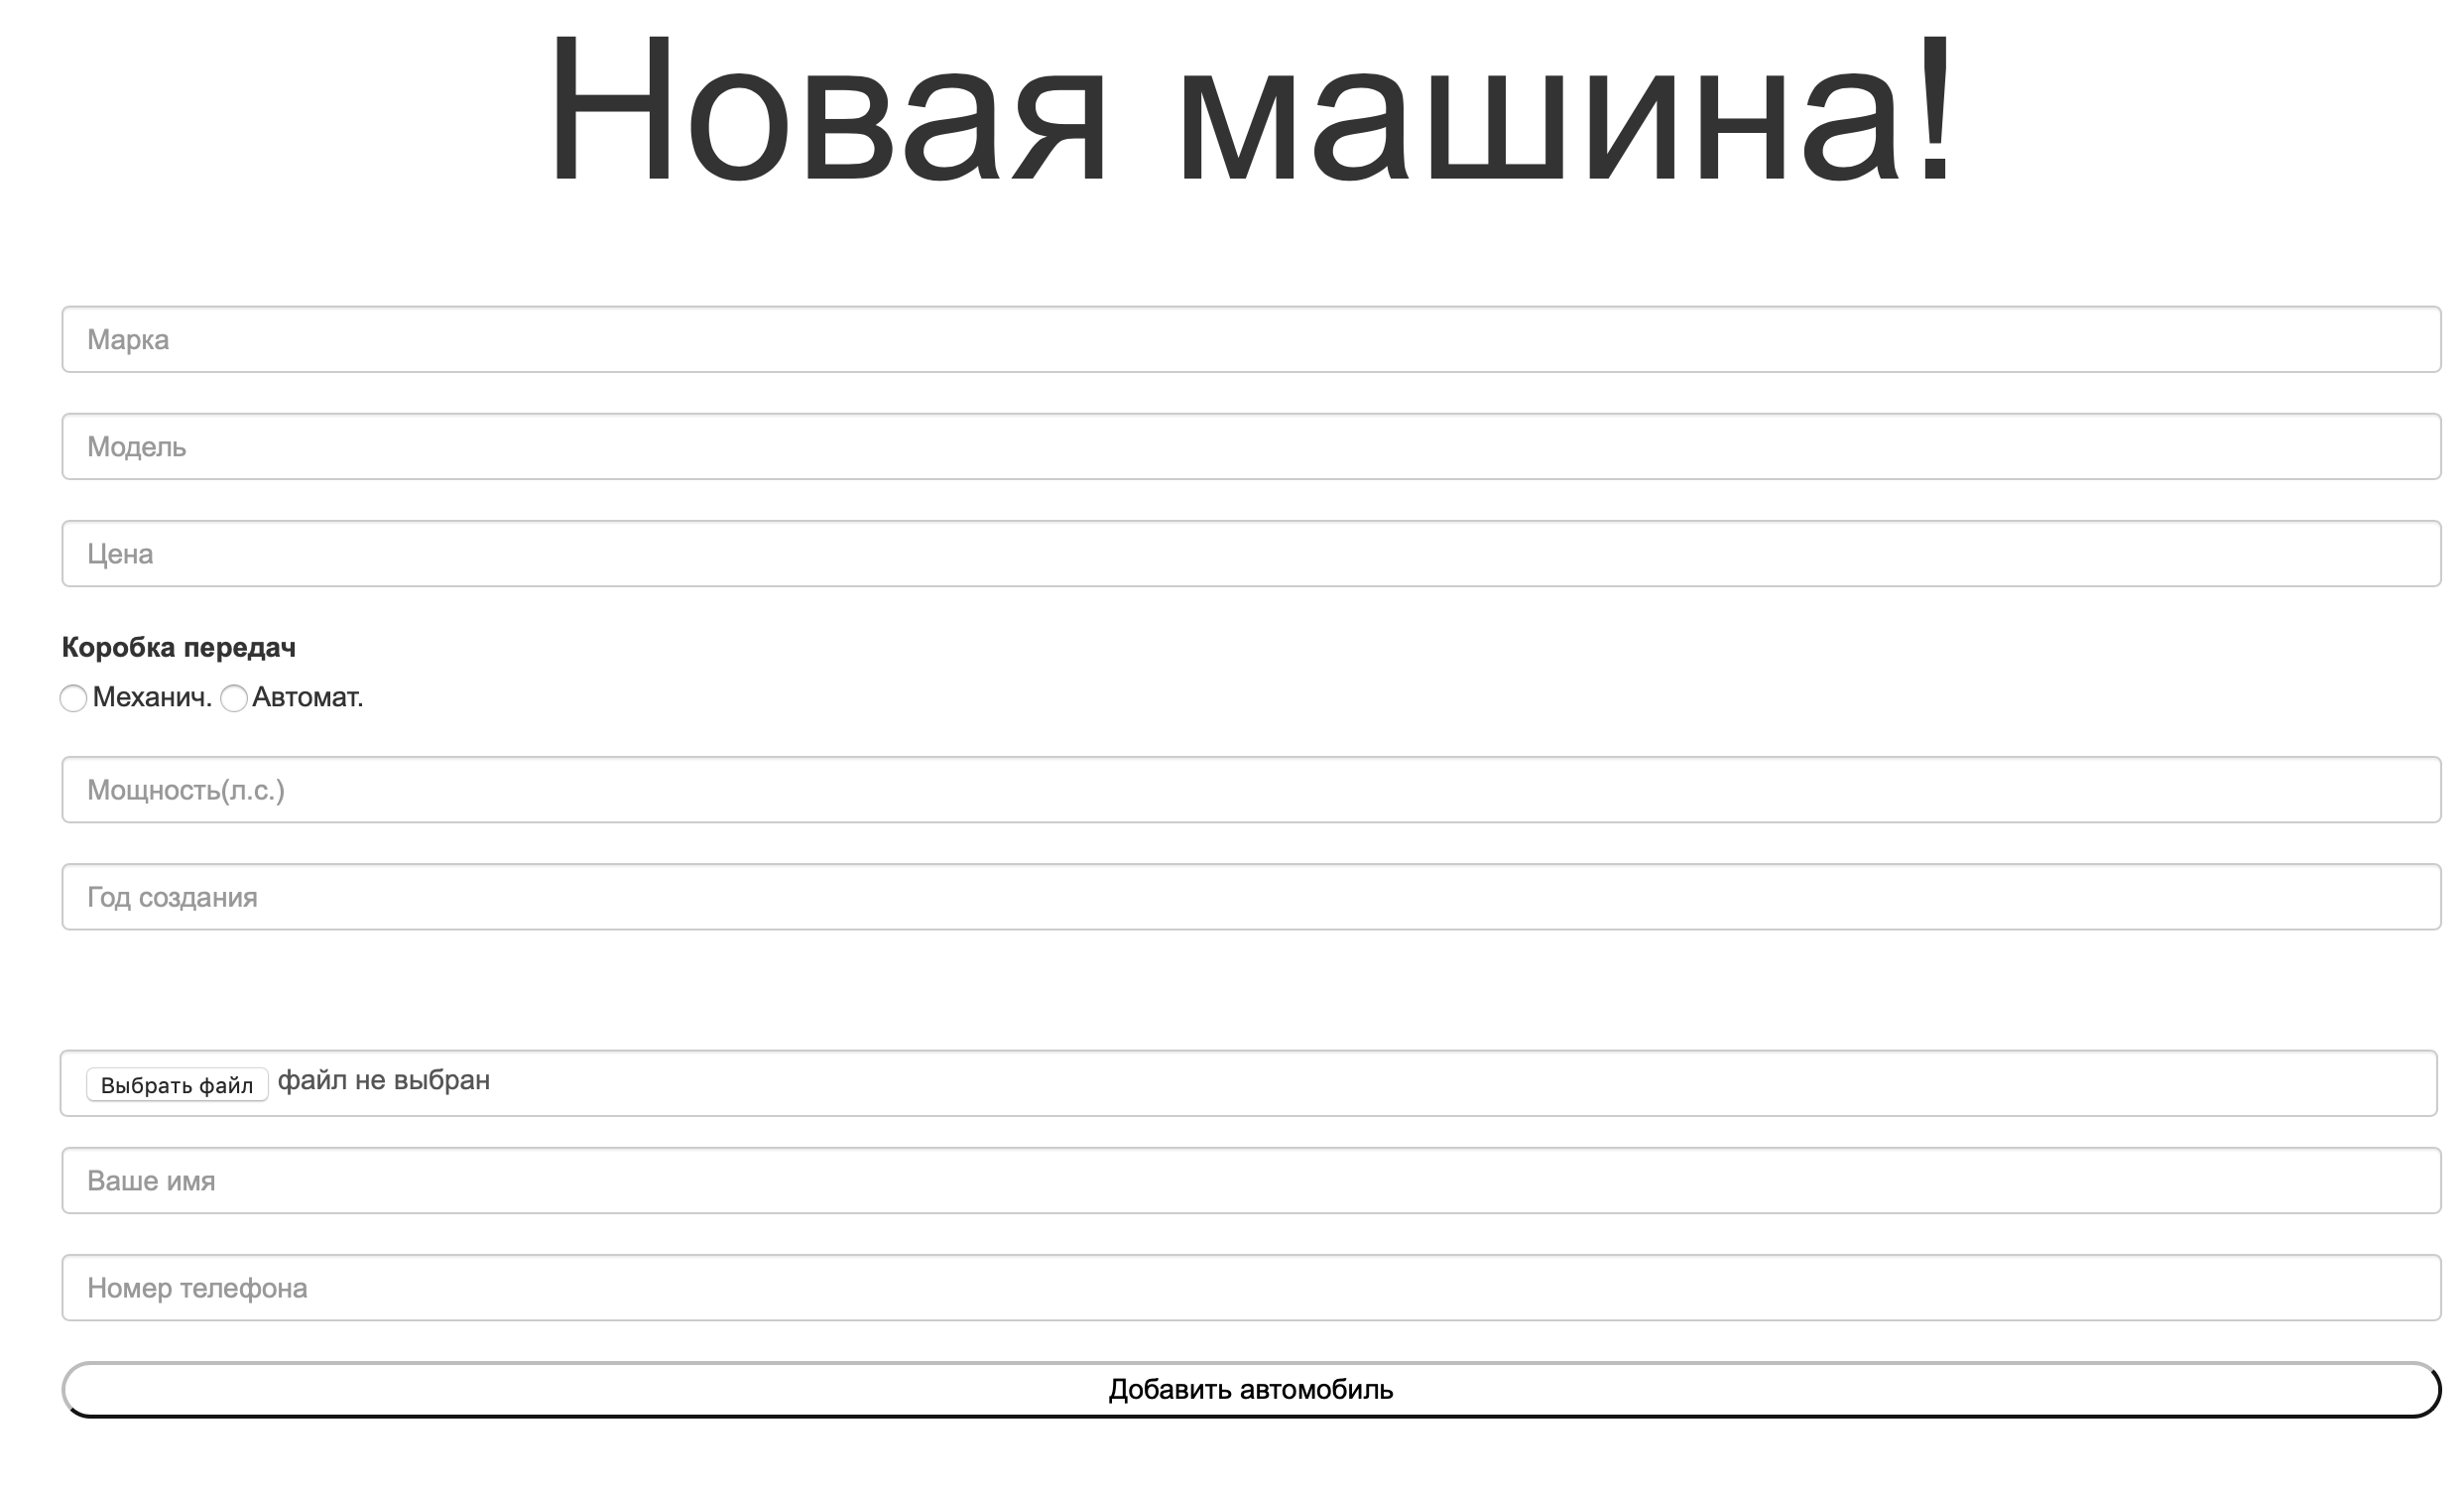 Новая машина!
Марка
Модель
Цена
Коробка передач
Механич. Автомат.
Мощность(л.с.)
Год создания
Выбрать файл файл не выбран
Ваше имя
Номер телефона
Добавить автомобиль